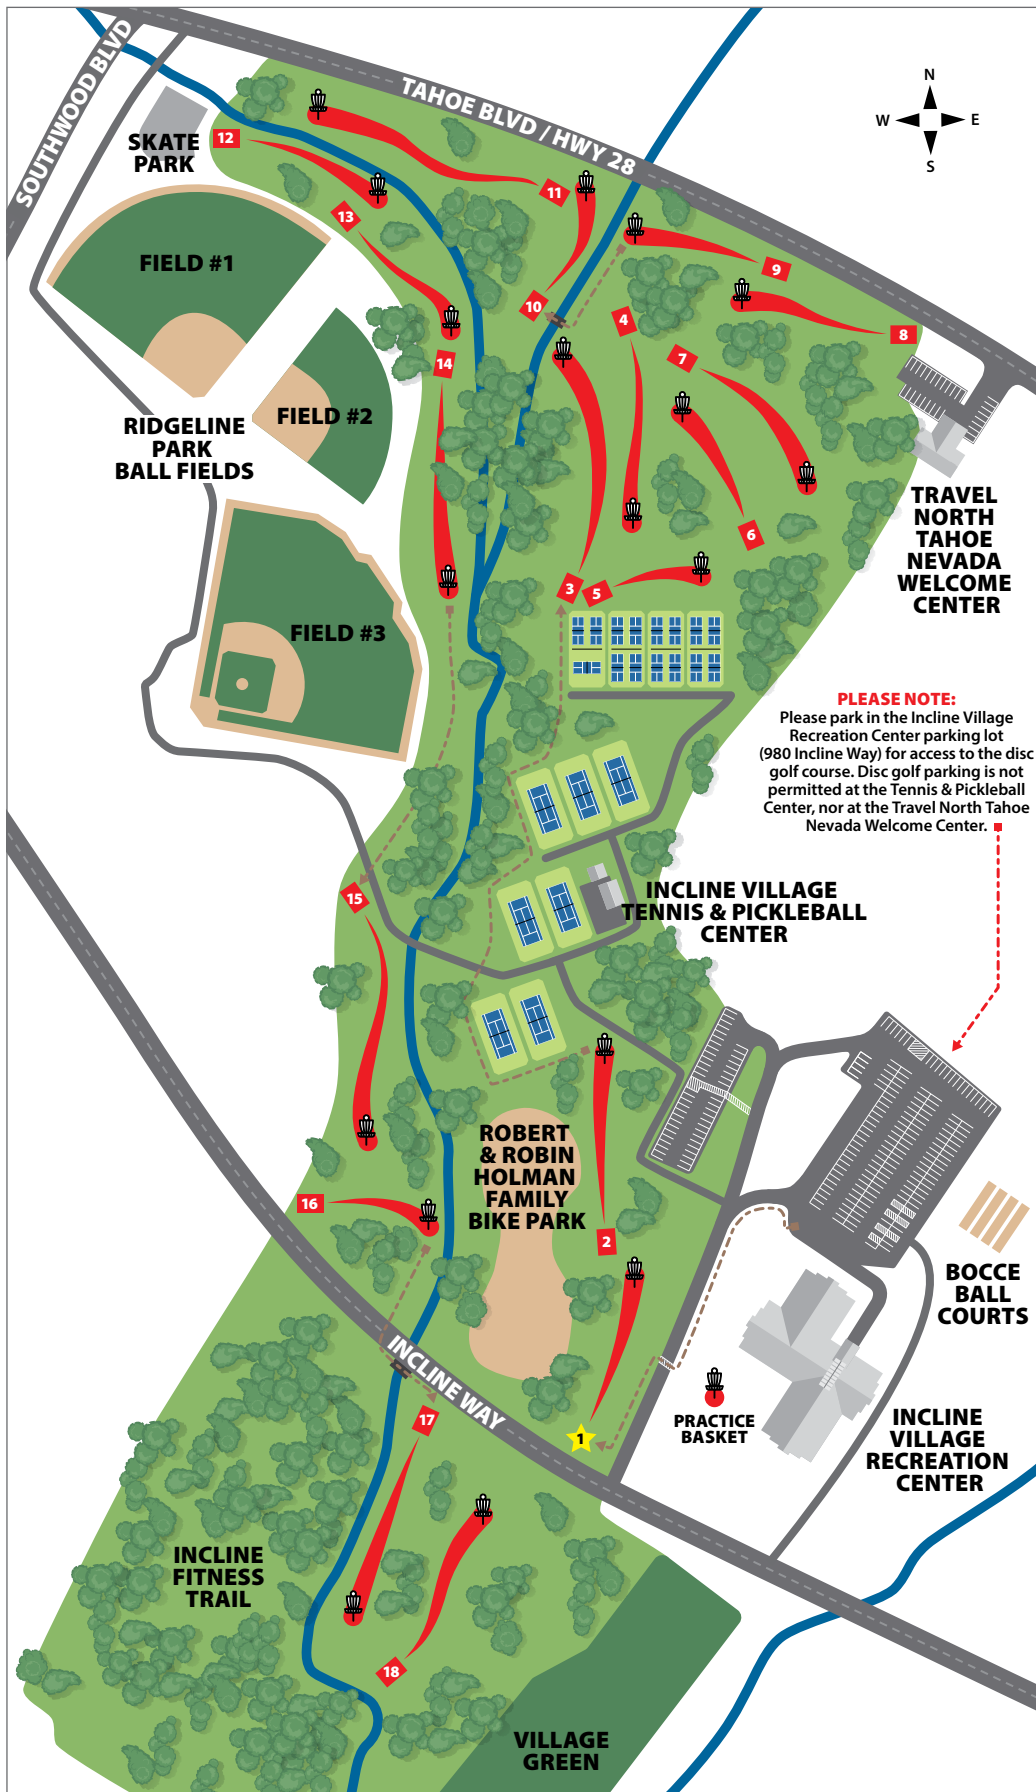 SOUTHWOOD BLVD
TAHOE BLVD / HWY 28
N
W
E
S
SKATE
PARK
12
11
13
FIELD #1
9
10
4
8
14
7
FIELD #2
RIDGELINE
PARK
BALL FIELDS
TRAVEL
NORTH
TAHOE
NEVADA
WELCOME
CENTER
6
3
5
FIELD #3
PLEASE NOTE:
Please park in the Incline Village
Recreation Center parking lot
(980 Incline Way) for access to the disc
golf course. Disc golf parking is not
permitted at the Tennis & Pickleball
Center, nor at the Travel North Tahoe
Nevada Welcome Center.
15
INCLINE VILLAGE
TENNIS & PICKLEBALL
CENTER
ROBERT
& ROBIN
HOLMAN
FAMILY
BIKE PARK
16
2
BOCCE
BALL
COURTS
INCLINE WAY
17
1
PRACTICE
BASKET
INCLINE
VILLAGE
RECREATION
CENTER
INCLINE
FITNESS
TRAIL
18
VILLAGE
GREEN